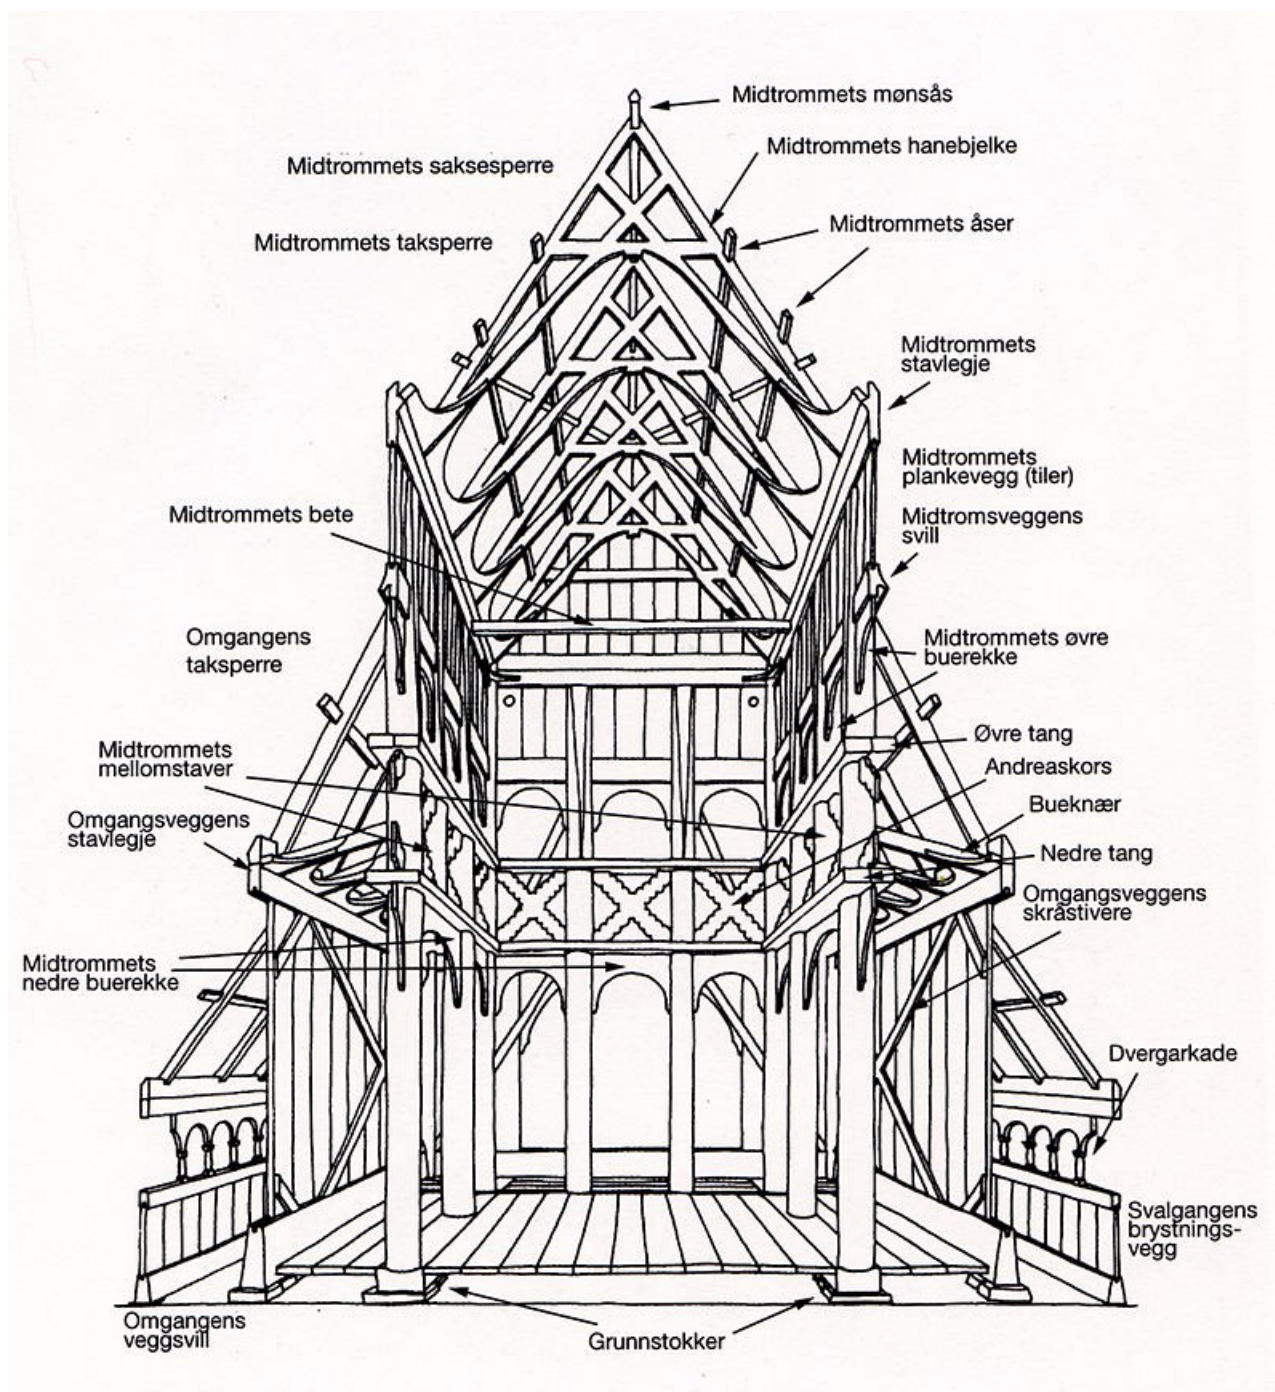 Midtrommets mønsås
Midtrommets hanebjelke
Midtrommets saksesperre
Midtrommets åser
Midtrommets taksperre
Midtrommets
stavlegje
Midtrommets
plankevegg (tiler)
Midtrommets bete
Midtromsveggens
svill
Omgangens
taksperre
Midtrommets øvre
buerekke
Øvre tang
Midtrommets
mellomstaver
Andreaskors
Bueknær
Omgangsveggens
stavlegje
Nedre tang
Omgangsveggens
skråstivere
Midtrommets
nedre buerekke
Dvergarkade
Svalgangens
brystnings-
vegg
Omgangens
veggsvill
Grunnstokker